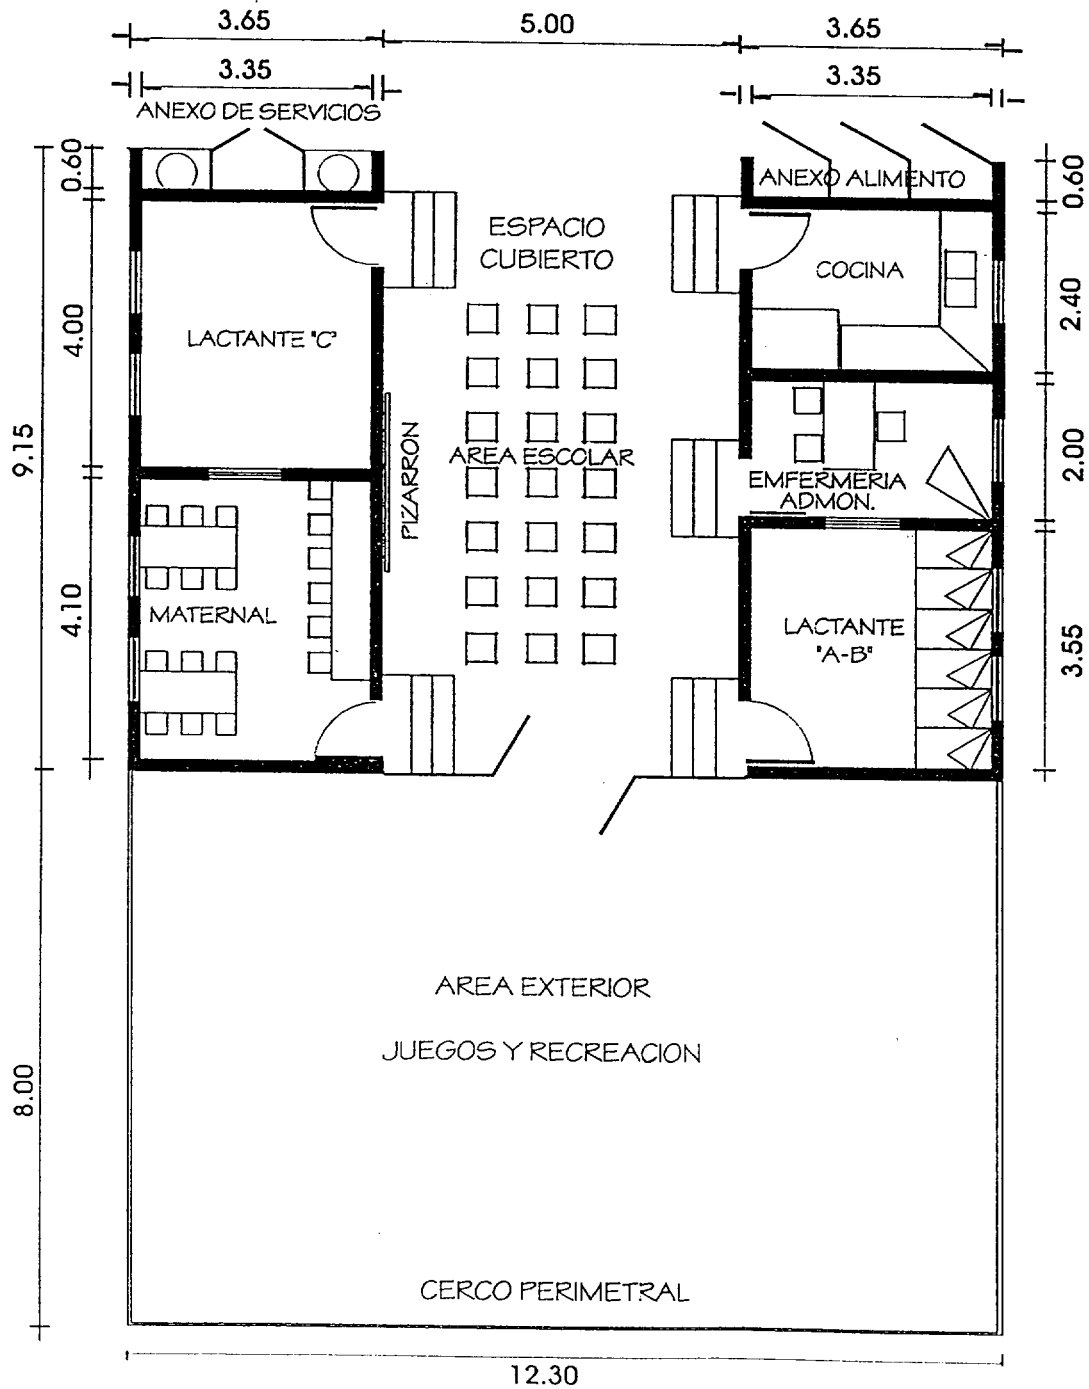 3.65
5.00
3.65
3.35
3.35
ANEXO DE SERVICIOS
0.60
ANEXO ALIMENTO
0.60
ESPACIO
CUBIERTO
COCINA
2.40
4.00
LACTANTE "C"
9.15
PIZARRON
AREA ESCOLAR
2.00
EMFERMERIA
ADMON.
4.10
MATERNAL
LACTANTE
"A-B"
3.55
AREA EXTERIOR
JUEGOS Y RECREACION
8.00
CERCO PERIMETRAL
12.30